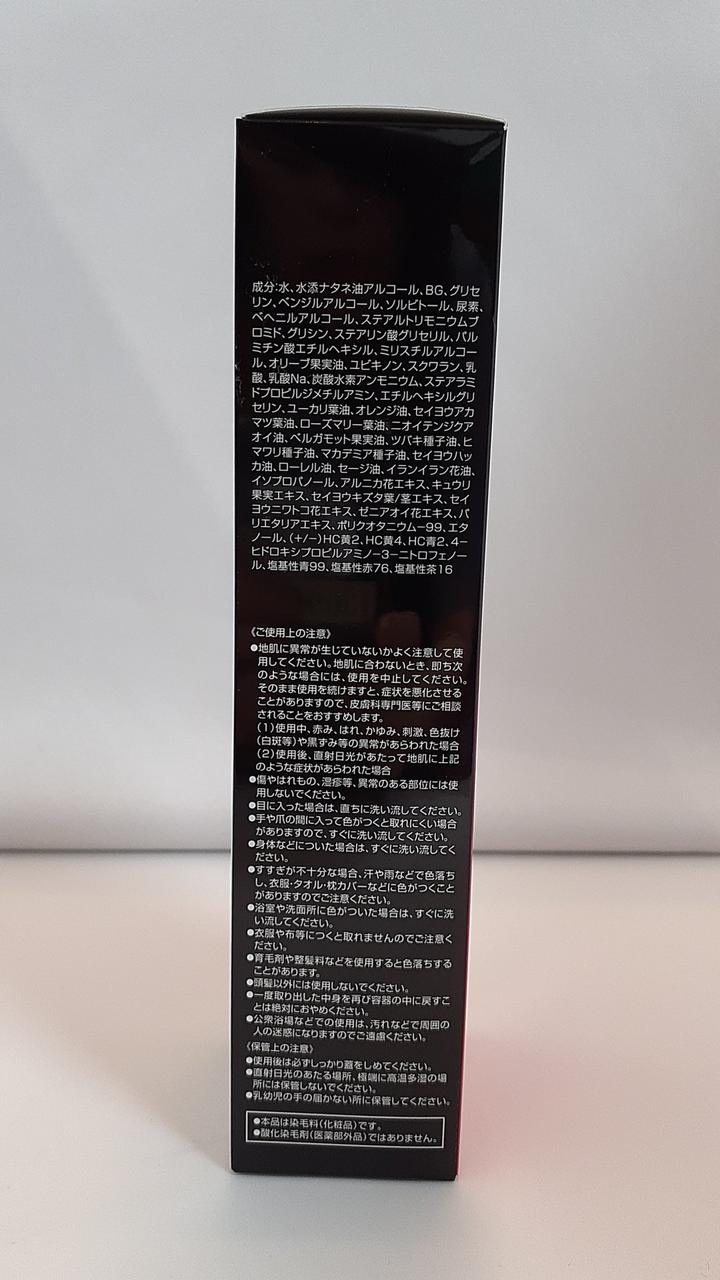 成分:水、水添ナタネ油アルコール、BG、グリセ
リン、ベンジルアルコール、ソルビトール、尿素、
ベヘニルアルコール、ステアルトリモニウムブ
ロミド、グリシン、ステアリン酸グリセリル、パル
ミチン酸エチルヘキシル、ミリスチルアルコー
ル、オリーブ果実油、ユビキノン、スクワラン、乳
酸、乳酸Na、炭酸水素アンモニウム、ステアラミ
ドプロピルジメチルアミン、エチルヘキシルグリ
セリン、ユーカリ葉油、オレンジ油、セイヨウアカ
マツ葉油、ローズマリー葉油、ニオイテンジクア
オイ油、ベルガモット果実油、ツバキ種子油、ヒ
マワリ種子油、マカデミア種子油、セイヨウハッ
カ油、ローレル油、セージ油、イランイラン花油、
イソプロパノール、アルニカ花エキス、キュウリ
果実エキス、セイヨウキズタ葉/茎エキス、セイ
ヨウニワトコ花エキス、ゼニアオイ花エキス、パ
リエタリアエキス、ポリクオタニウム-99、エタ
ノール、(+/-)HC黄2、HC黄4、HC青2、4-
ヒドロキシプロピルアミノ-3-ニトロフェノー
ル、塩基性青99、塩基性赤76、塩基性茶16
《ご使用上の注意》
●地肌に異常が生じていないかよく注意して使
用してください。地肌に合わないとき、即ち次
のような場合には、使用を中止してください。
そのまま使用を続けますと、症状を悪化させる
ことがありますので、皮膚科専門医等にご相談
されることをおすすめします。
(1)使用中、赤み、はれ、かゆみ、刺激、色抜け
(白斑等)や黒ずみ等の異常があらわれた場合
(2)使用後、直射日光があたって地肌に上記
のような症状があらわれた場合
●傷やはれもの、湿疹等、異常のある部位には使
用しないでください。
●目に入った場合は、直ちに洗い流してください。
●手や爪の間に入って色がつくと取れにくい場合
がありますので、すぐに洗い流してください。
●身体などについた場合は、すぐに洗い流してく
ださい。
●すすぎが不十分な場合、汗や雨などで色落ち
し、衣服・タオル・枕カバーなどに色がつくこと
がありますのでご注意ください。
●浴室や洗面所に色がついた場合は、すぐに洗
い流してください。
●衣服や布等につくと取れませんのでご注意く
ださい。
●育毛剤や整髪料などを使用すると色落ちする
ことがあります。
●頭髪以外には使用しないでください。
●一度取り出した中身を再び容器の中に戻すこ
とは絶対におやめください。
●公衆浴場などでの使用は、汚れなどで周囲の
人の迷惑になりますのでご遠慮ください。
《保管上の注意》
●使用後は必ずしっかり蓋をしめてください。
●直射日光のあたる場所、極端に高温多湿の場
所には保管しないでください。
●乳幼児の手の届かない所に保管してください。
●本品は染毛料(化粧品)です。
●酸化染毛剤(医薬部外品)ではありません。